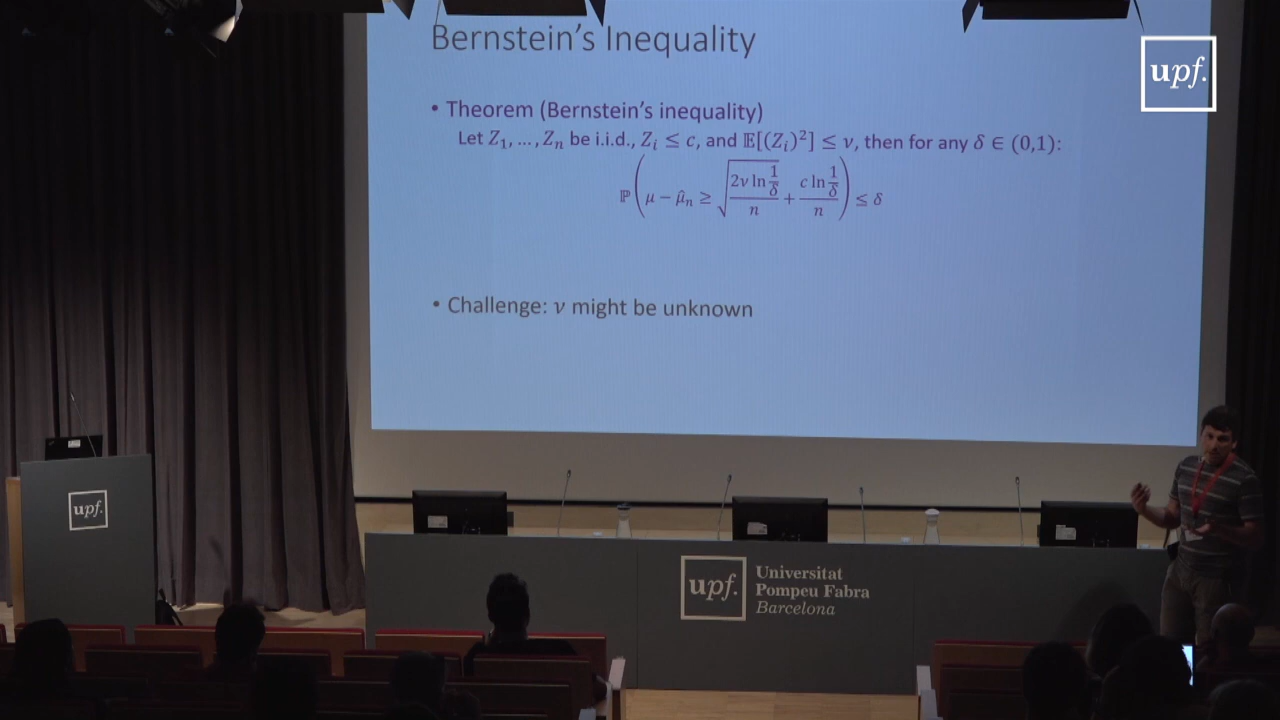 Bernstein's Inequality
upf.
• Theorem (Bernstein's inequality)
Let Z₁, … , Zₙ be i.i.d., Zᵢ ≤ c, and 𝔼[(Zᵢ)²] ≤ ν, then for any δ ∈ (0,1):
ℙ(μ − μ̂ₙ ≥ √(2ν ln(1/δ)/n) + c ln(1/δ)/n) ≤ δ
• Challenge: ν might be unknown
upf.
upf.
Universitat
Pompeu Fabra
Barcelona